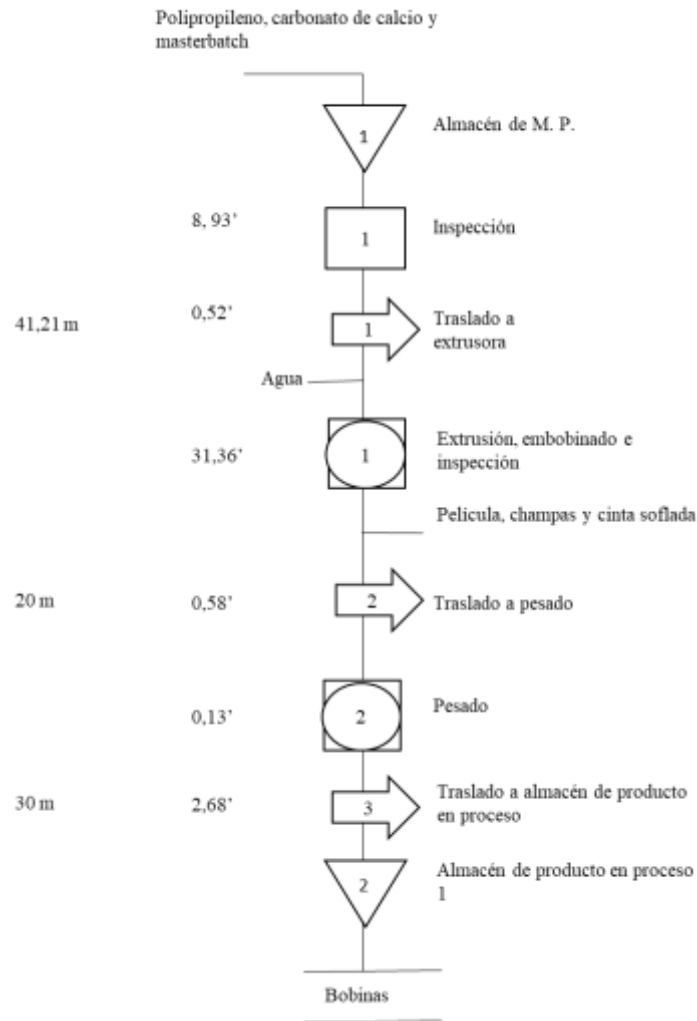 Polipropileno, carbonato de calcio y
masterbatch
1
Almacén de M. P.
8, 93’
1
Inspección
41,21 m
0,52’
1
Traslado a
extrusora
Agua
31,36’
1
Extrusión, embobinado e
inspección
Película, champas y cinta soflada
20 m
0,58’
2
Traslado a pesado
0,13’
2
Pesado
30 m
2,68’
3
Traslado a almacén de producto
en proceso
2
Almacén de producto en proceso
1
Bobinas